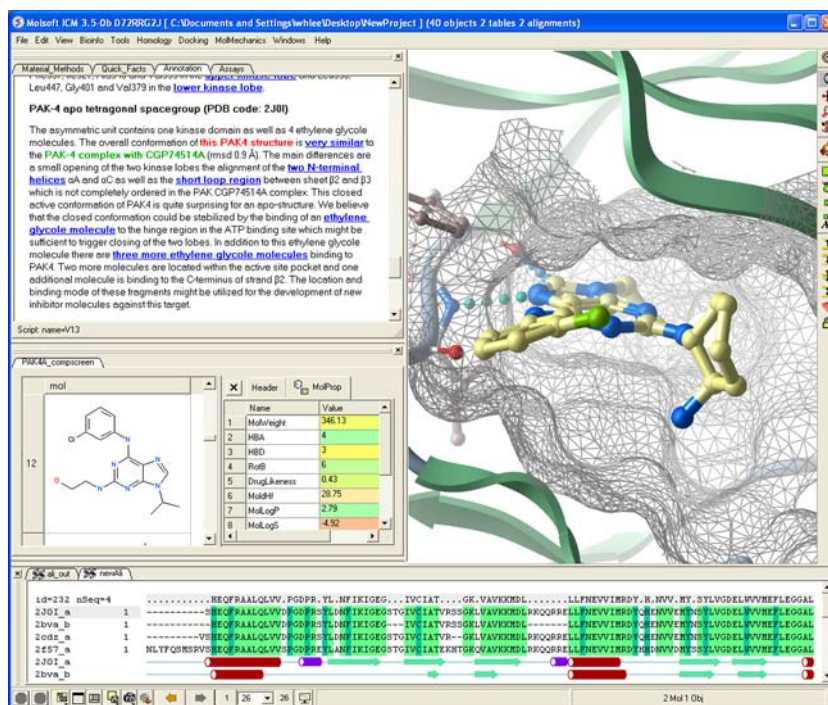 Molsoft ICM 3.5-0b D72RRG2J [ C:\Documents and Settings\whlee\Desktop\NewProject ] (40 objects 2 tables 2 alignments)
File Edit View Bioinfo Tools Homology Docking MolMechanics Windows Help
Material_Methods Quick_Facts Annotation Assays
upper kinase lobe
Leu447, Gly401 and Val379 in the lower kinase lobe.
PAK-4 apo tetragonal spacegroup (PDB code: 2J0I)
The asymmetric unit contains one kinase domain as well as 4 ethylene glycole
molecules. The overall conformation of this PAK4 structure is very similar to
the PAK-4 complex with CGP74514A (rmsd 0.9 Å). The main differences are
a small opening of the two kinase lobes the alignment of the two N-terminal
helices αA and αC as well as the short loop region between sheet β2 and β3
which is not completely ordered in the PAK CGP74514A complex. This closed
active conformation of PAK4 is quite surprising for an apo-structure. We believe
that the closed conformation could be stabilized by the binding of an ethylene
glycole molecule to the hinge region in the ATP binding site which might be
sufficient to trigger closing of the two lobes. In addition to this ethylene glycole
molecule there are three more ethylene glycole molecules binding
to PAK4. Two more molecules are located within the active site pocket and one
additional molecule is binding to the C-terminus of strand β2. The location and
binding mode of these fragments might be utilized for the development of new
inhibitor molecules against this target.
Script: name=V13
PAK4A_compscreen
mol
12
Header MolProp
Name Value
1 MolWeight 346.13
2 HBA 4
3 HBD 3
4 RotB 6
5 DrugLikeness 0.43
6 MoldHf 28.75
7 MolLogP 2.79
8 MolLogS -4.92
ali_out newAli
id=232 nSeq=4
2J0I_a 1
2bva_b 1
2cdz_a 1
2f57_a 1
2J0I_a
2bva_b
1 26 26
2 Mol 1 Obj